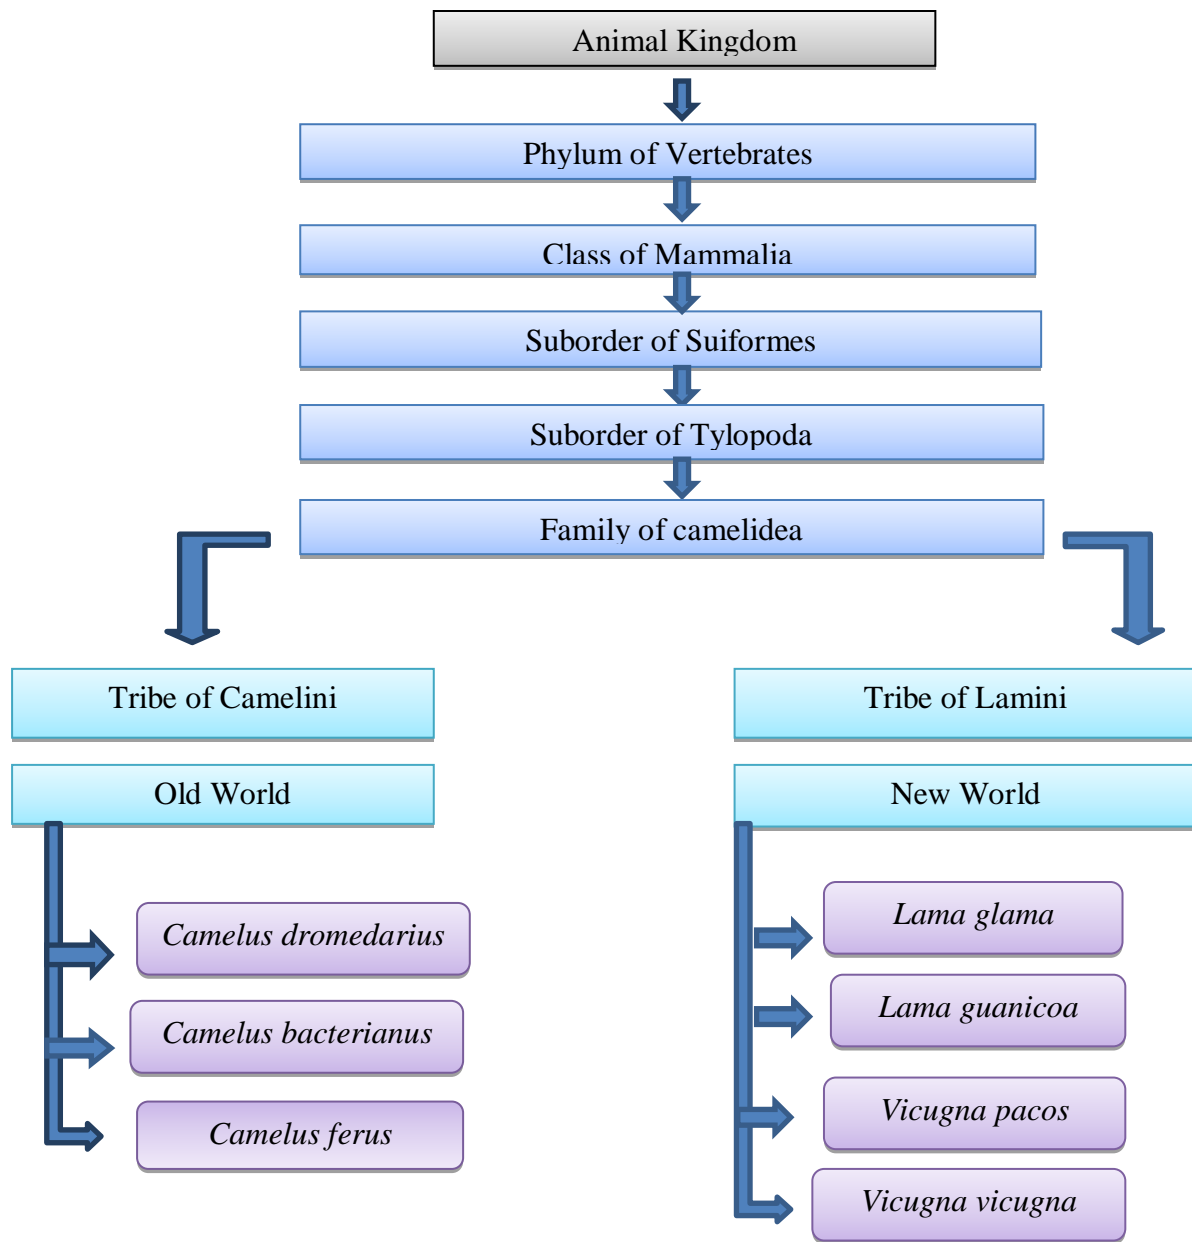 Animal Kingdom
Phylum of Vertebrates
Class of Mammalia
Suborder of Suiformes
Suborder of Tylopoda
Family of camelidea
Tribe of Camelini
Old World
Camelus dromedarius
Camelus bacterianus
Camelus ferus
Tribe of Lamini
New World
Lama glama
Lama guanicoa
Vicugna pacos
Vicugna vicugna